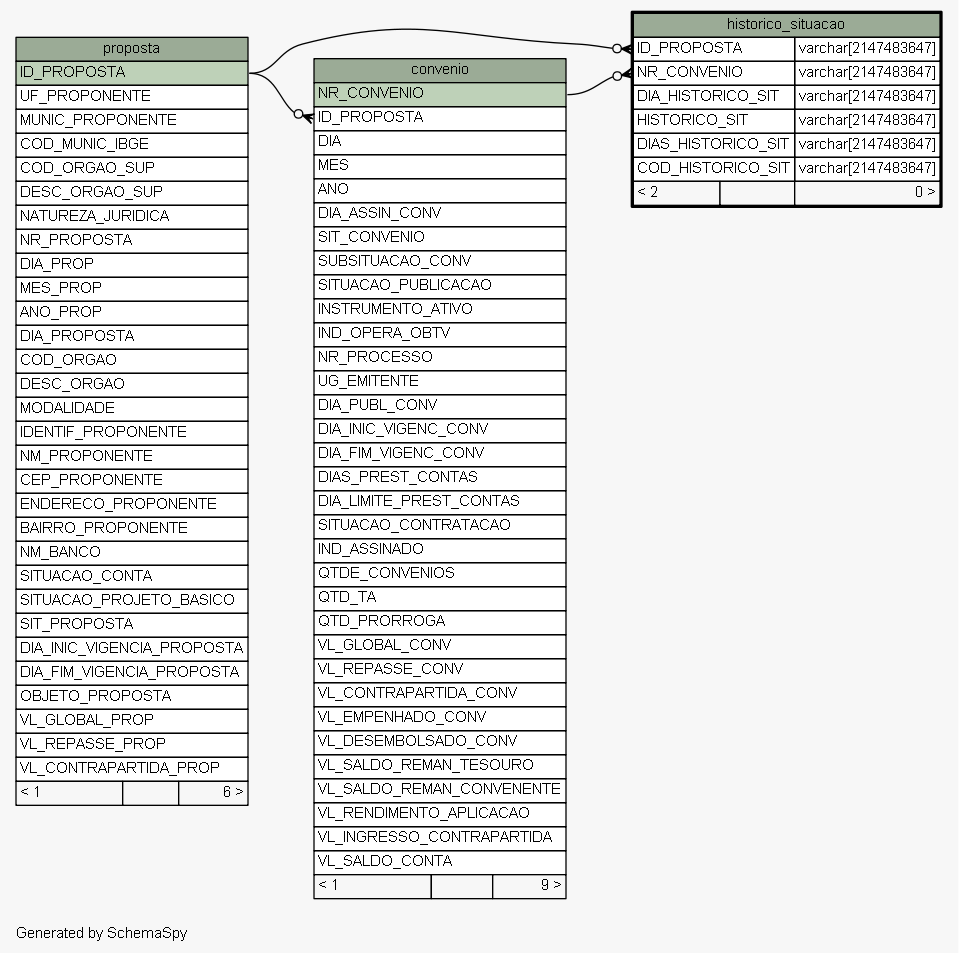 proposta
ID_PROPOSTA
UF_PROPONENTE
MUNIC_PROPONENTE
COD_MUNIC_IBGE
COD_ORGAO_SUP
DESC_ORGAO_SUP
NATUREZA_JURIDICA
NR_PROPOSTA
DIA_PROP
MES_PROP
ANO_PROP
DIA_PROPOSTA
COD_ORGAO
DESC_ORGAO
MODALIDADE
IDENTIF_PROPONENTE
NM_PROPONENTE
CEP_PROPONENTE
ENDERECO_PROPONENTE
BAIRRO_PROPONENTE
NM_BANCO
SITUACAO_CONTA
SITUACAO_PROJETO_BASICO
SIT_PROPOSTA
DIA_INIC_VIGENCIA_PROPOSTA
DIA_FIM_VIGENCIA_PROPOSTA
OBJETO_PROPOSTA
VL_GLOBAL_PROP
VL_REPASSE_PROP
VL_CONTRAPARTIDA_PROP
< 1 6 >
convenio
NR_CONVENIO
ID_PROPOSTA
DIA
MES
ANO
DIA_ASSIN_CONV
SIT_CONVENIO
SUBSITUACAO_CONV
SITUACAO_PUBLICACAO
INSTRUMENTO_ATIVO
IND_OPERA_OBTV
NR_PROCESSO
UG_EMITENTE
DIA_PUBL_CONV
DIA_INIC_VIGENC_CONV
DIA_FIM_VIGENC_CONV
DIAS_PREST_CONTAS
DIA_LIMITE_PREST_CONTAS
SITUACAO_CONTRATACAO
IND_ASSINADO
QTDE_CONVENIOS
QTD_TA
QTD_PRORROGA
VL_GLOBAL_CONV
VL_REPASSE_CONV
VL_CONTRAPARTIDA_CONV
VL_EMPENHADO_CONV
VL_DESEMBOLSADO_CONV
VL_SALDO_REMAN_TESOURO
VL_SALDO_REMAN_CONVENENTE
VL_RENDIMENTO_APLICACAO
VL_INGRESSO_CONTRAPARTIDA
VL_SALDO_CONTA
< 1 9 >
historico_situacao
ID_PROPOSTA varchar[2147483647]
NR_CONVENIO varchar[2147483647]
DIA_HISTORICO_SIT varchar[2147483647]
HISTORICO_SIT varchar[2147483647]
DIAS_HISTORICO_SIT varchar[2147483647]
COD_HISTORICO_SIT varchar[2147483647]
< 2 0 >
Generated by SchemaSpy